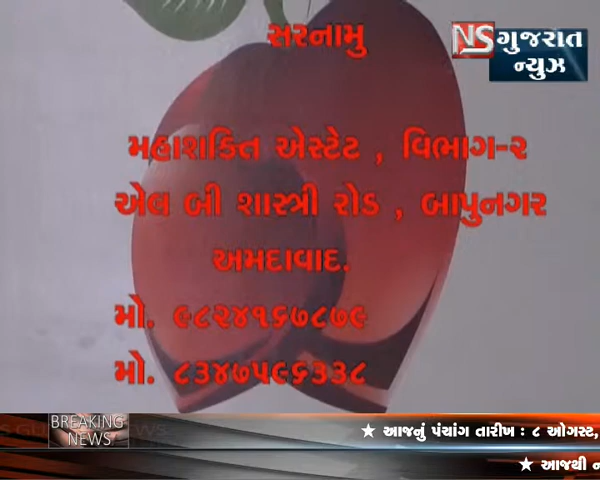 સરનામુ
NS ગુજરાત
ન્યુઝ
મહાશકિત એસ્ટેટ , વિભાગ-૨
એલ બી શાસ્ત્રી રોડ , બાપુનગર
અમદાવાદ.
મો. ૯૮૨૪૧૬૭૮૭૯
મો. ૮૩૪૭૫૯૬૩૩૮
BREAKING
NEWS
★ આજનું પંચાંગ તારીખ : ૮ ઓગસ્ટ,
★ આજથી ન